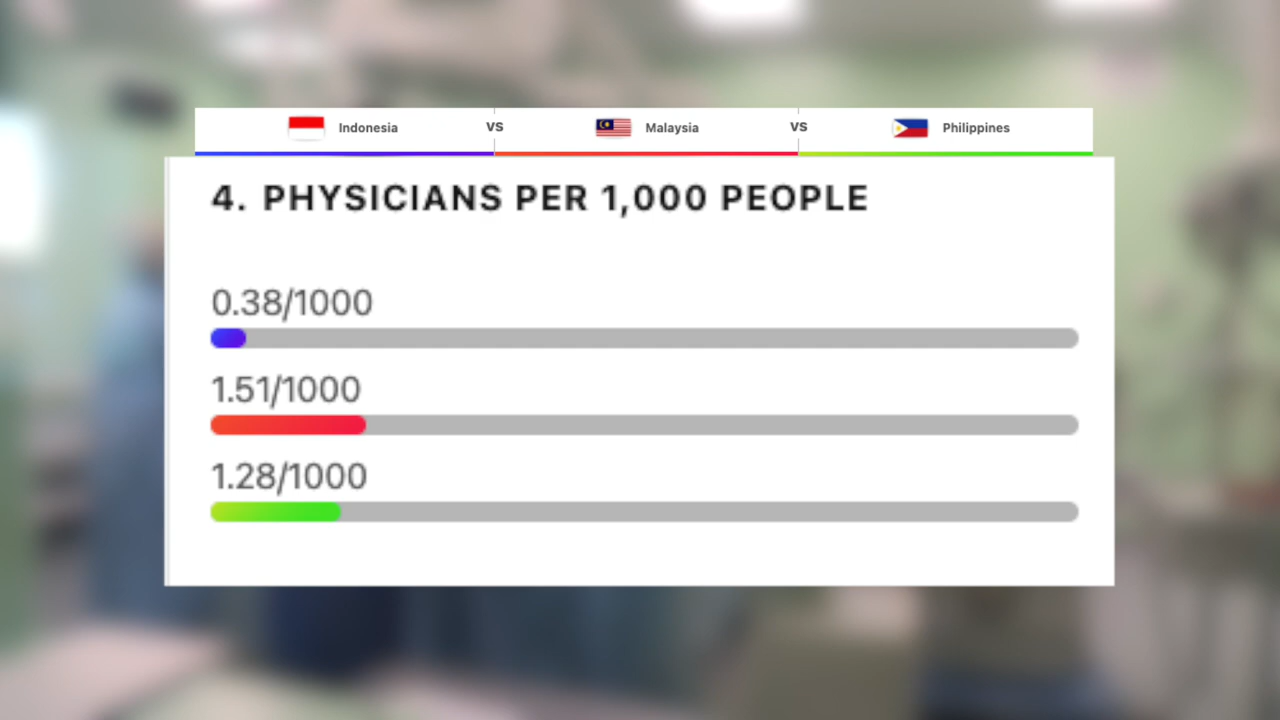 Indonesia VS Malaysia VS Philippines
4. PHYSICIANS PER 1,000 PEOPLE
0.38/1000
1.51/1000
1.28/1000